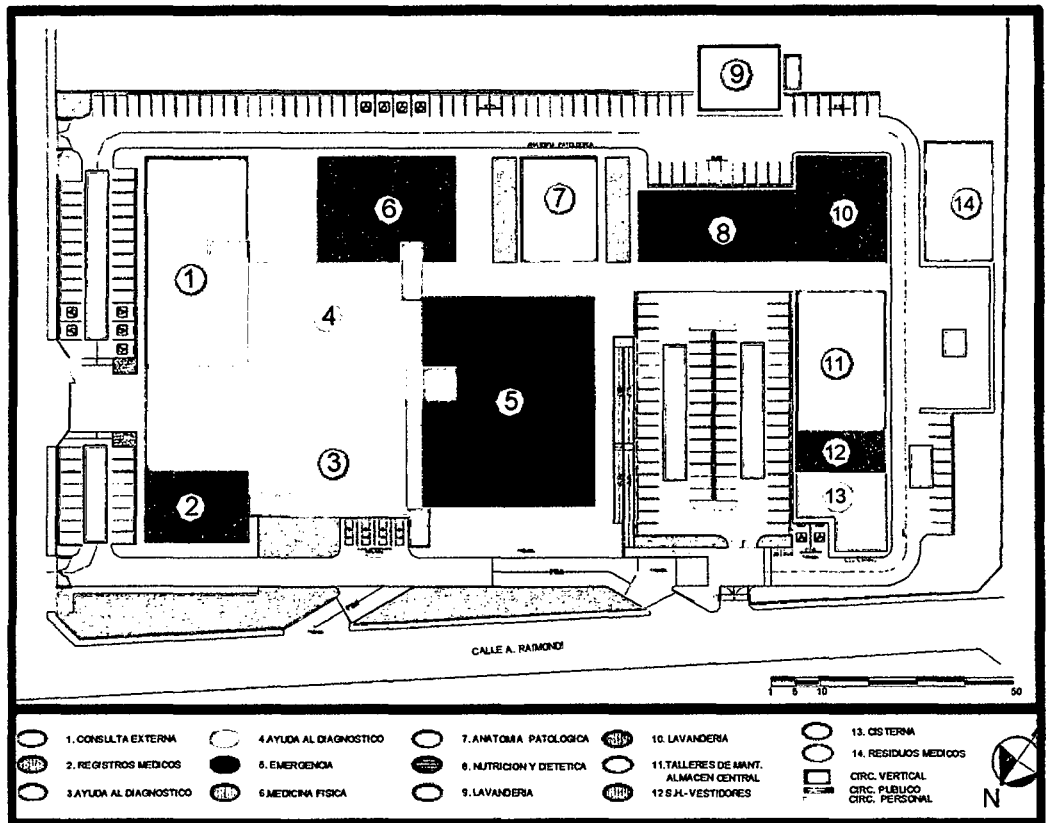 9
ANATOMIA PATOLOGICA
6
7
8
10
14
1
4
11
5
12
3
13
2
CALLE A. RAIMONDI
1 5 10 50
1. CONSULTA EXTERNA
2. REGISTROS MEDICOS
3 AYUDA AL DIAGNOSTICO
4 AYUDA AL DIAGNOSTICO
5. EMERGENCIA
6 MEDICINA FISICA
7. ANATOMIA PATOLOGICA
8. NUTRICION Y DIETETICA
9. LAVANDERIA
10. LAVANDERIA
11. TALLERES DE MANT.
ALMACEN CENTRAL
12 S.H.- VESTIDORES
13. CISTERNA
14. RESIDUOS MEDICOS
CIRC. VERTICAL
CIRC. PUBLICO
CIRC. PERSONAL
N